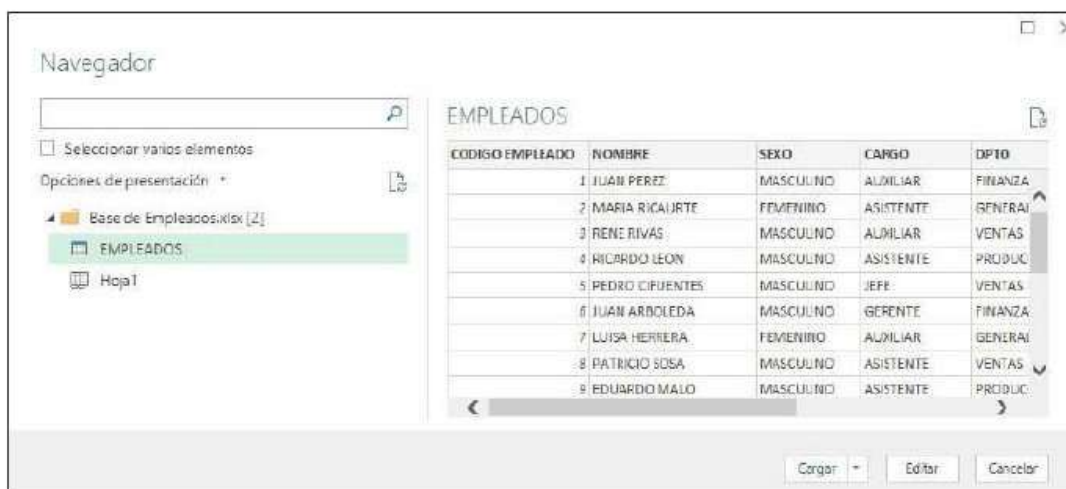 Navegador
Seleccionar varios elementos
Opciones de presentación
Base de Empleados.xlsx [2]
EMPLEADOS
Hoja1
EMPLEADOS
CODIGO EMPLEADO NOMBRE SEXO CARGO DPTO
1 JUAN PEREZ MASCULINO AUXILIAR FINANZA
2 MARIA RICAURTE FEMENINO ASISTENTE GENERAL
3 RENE RIVAS MASCULINO AUXILIAR VENTAS
4 RICARDO LEON MASCULINO ASISTENTE PRODUC
5 PEDRO CIFUENTES MASCULINO JEFE VENTAS
6 JUAN ARBOLEDA MASCULINO GERENTE FINANZA
7 LUISA HERRERA FEMENINO AUXILIAR GENERAL
8 PATRICIO SOSA MASCULINO ASISTENTE VENTAS
9 EDUARDO MALO MASCULINO ASISTENTE PRODUC
Cargar Editar Cancelar